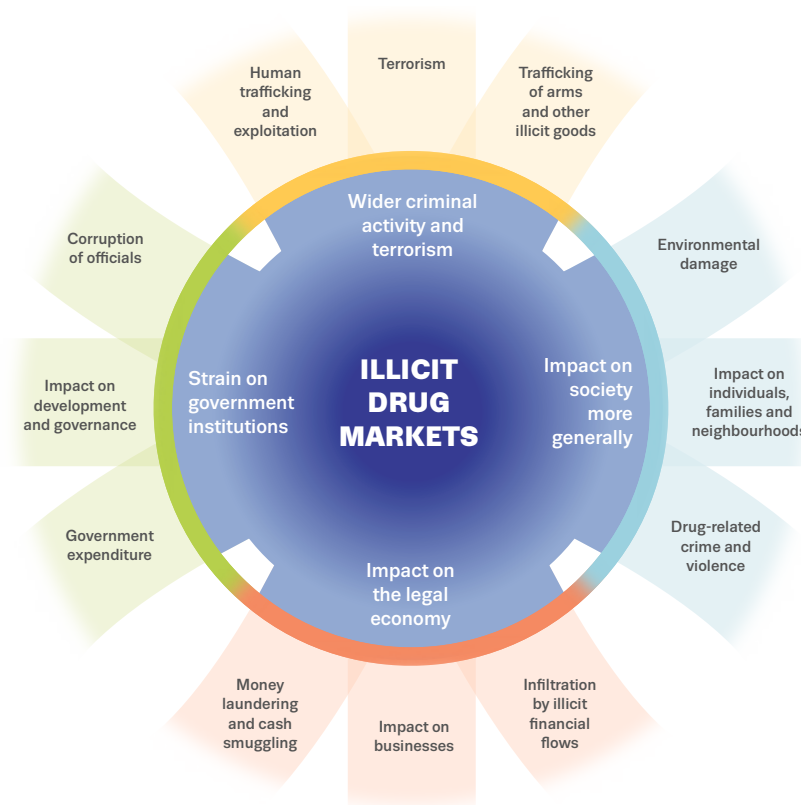 Terrorism
Human
trafficking
and
exploitation
Trafficking
of arms
and other
illicit goods
Wider criminal
activity and
terrorism
Corruption
of officials
Environmental
damage
Impact on
development
and governance
Strain on
government
institutions
ILLICIT
DRUG
MARKETS
Impact on
society
more
generally
Impact on
individuals,
families and
neighbourhoods
Government
expenditure
Drug-related
crime and
violence
Impact on
the legal
economy
Money
laundering
and cash
smuggling
Impact on
businesses
Infiltration
by illicit
financial
flows